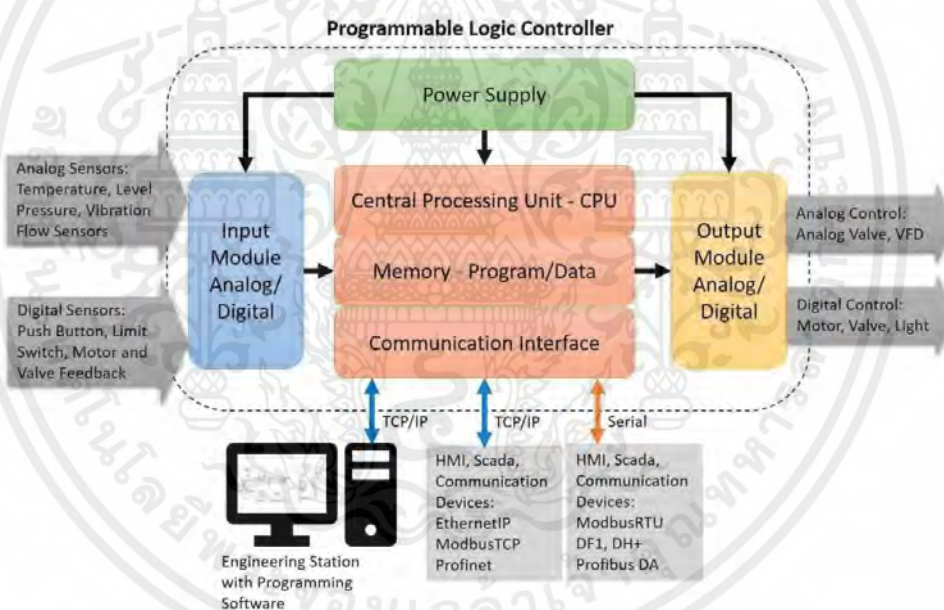 Programmable Logic Controller
Power Supply
Analog Sensors:
Temperature, Level
Pressure, Vibration
Flow Sensors
Digital Sensors:
Push Button, Limit
Switch, Motor and
Valve Feedback
Input
Module
Analog/
Digital
Central Processing Unit - CPU
Memory - Program/Data
Communication Interface
Output
Module
Analog/
Digital
Analog Control:
Analog Valve, VFD
Digital Control:
Motor, Valve, Light
TCP/IP
TCP/IP
Serial
Engineering Station
with Programming
Software
HMI, Scada,
Communication
Devices:
EthernetIP
ModbusTCP
Profinet
HMI, Scada,
Communication
Devices:
ModbusRTU
DF1, DH+
Profibus DA